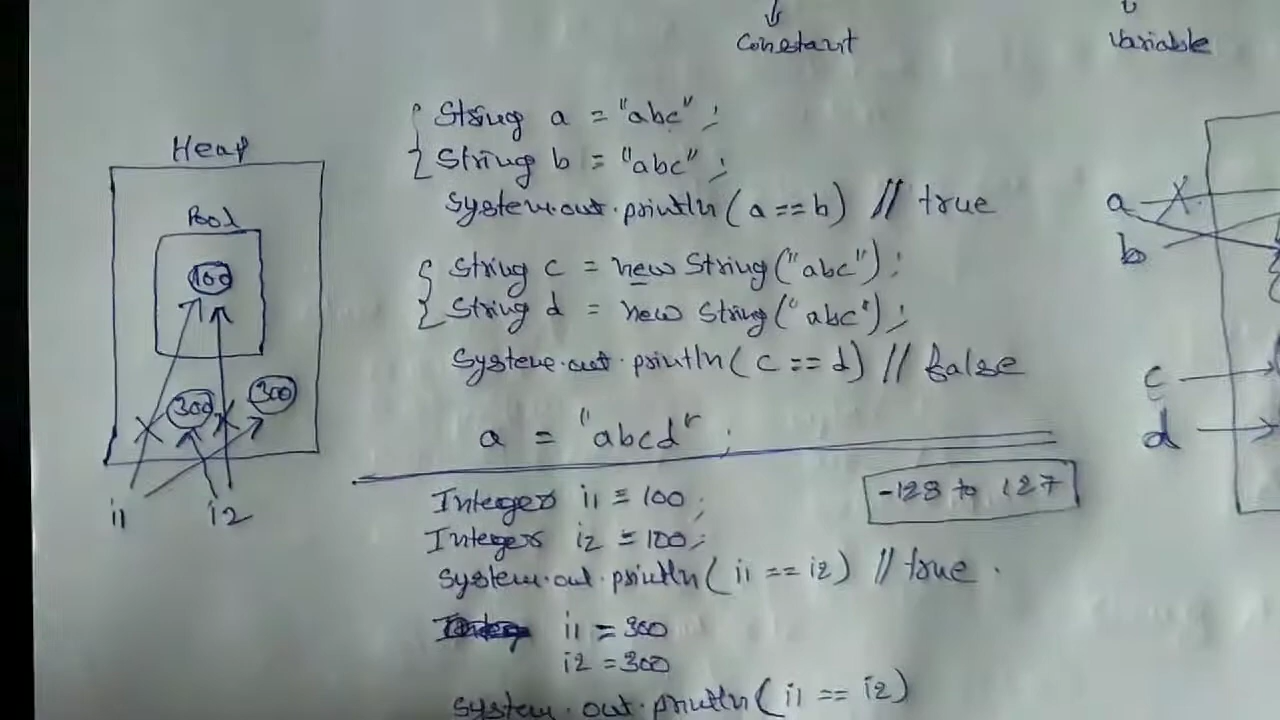 Constant
Variable
Heap
Pool
100
300
300
i1
i2
String a = "abc";
String b = "abc";
System.out.println(a==b) // true
String c = new String("abc");
String d = new String("abc");
System.out.println(c==d) // false
a = "abcd";
Integer i1 = 100;
-128 to 127
Integer i2 = 100;
System.out.println(i1 == i2) // true.
i1 = 300
i2 = 300
System.out.println(i1 == i2)
a
b
c
d